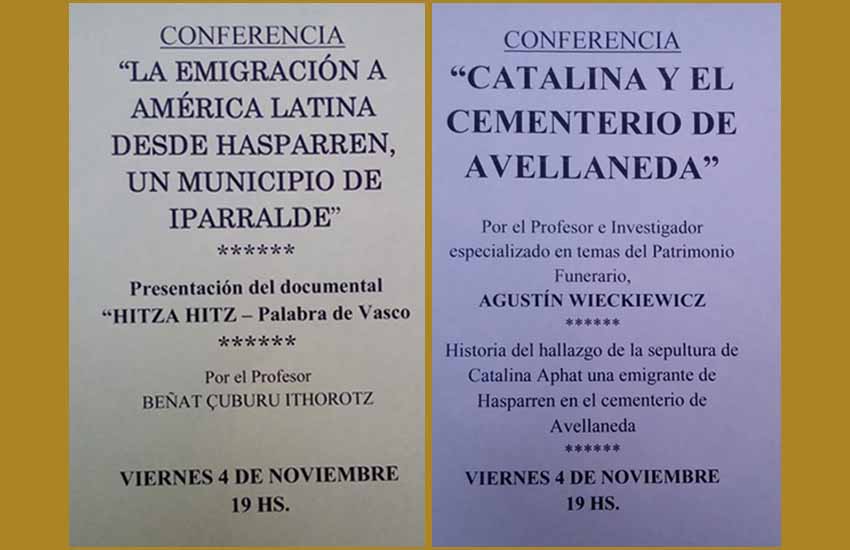 CONFERENCIA
“LA EMIGRACIÓN A
AMÉRICA LATINA
DESDE HASPARREN,
UN MUNICIPIO DE
IPARRALDE”
******
Presentación del documental
“HITZA HITZ – Palabra de Vasco
******
Por el Profesor
BEÑAT ÇUBURU ITHOROTZ
VIERNES 4 DE NOVIEMBRE
19 HS.
CONFERENCIA
“CATALINA Y EL
CEMENTERIO DE
AVELLANEDA”
Por el Profesor e Investigador
especializado en temas del Patrimonio
Funerario,
AGUSTÍN WIECKIEWICZ
******
Historia del hallazgo de la sepultura de
Catalina Aphat una emigrante de
Hasparren en el cementerio de
Avellaneda
******
VIERNES 4 DE NOVIEMBRE
19 HS.